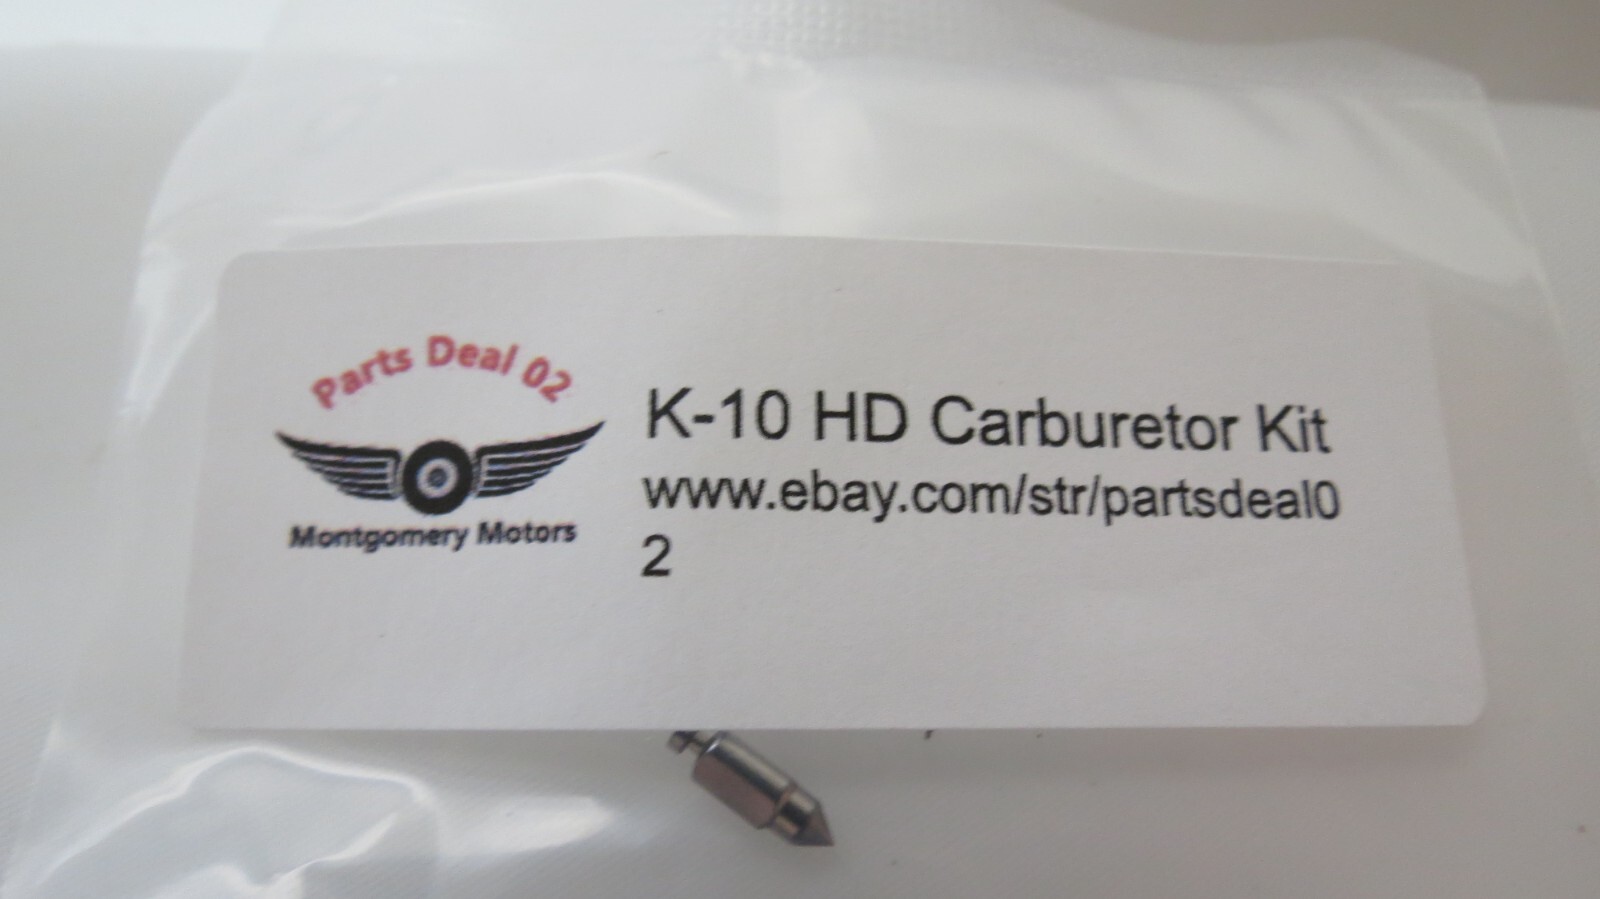 Parts Deal 02
Montgomery Motors
K-10 HD Carburetor Kit
www.ebay.com/str/partsdeal0
2